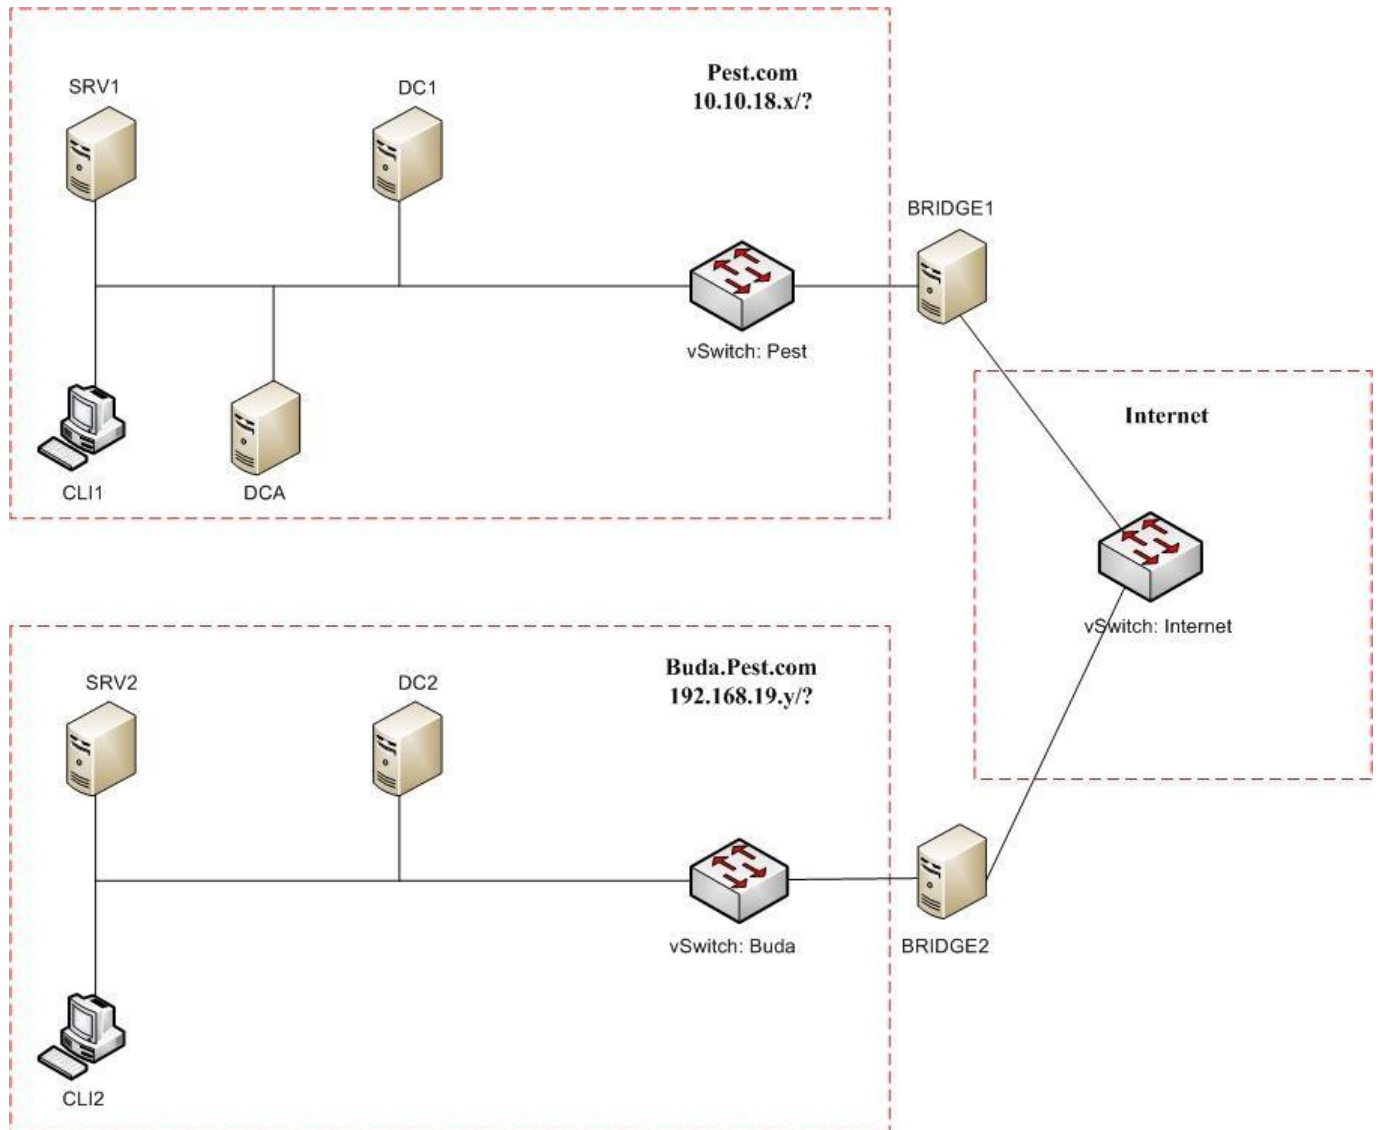 SRV1
DC1
Pest.com
10.10.18.x/?
BRIDGE1
vSwitch: Pest
CLI1
DCA
Internet
vSwitch: Internet
SRV2
DC2
Buda.Pest.com
192.168.19.y/?
vSwitch: Buda
BRIDGE2
CLI2